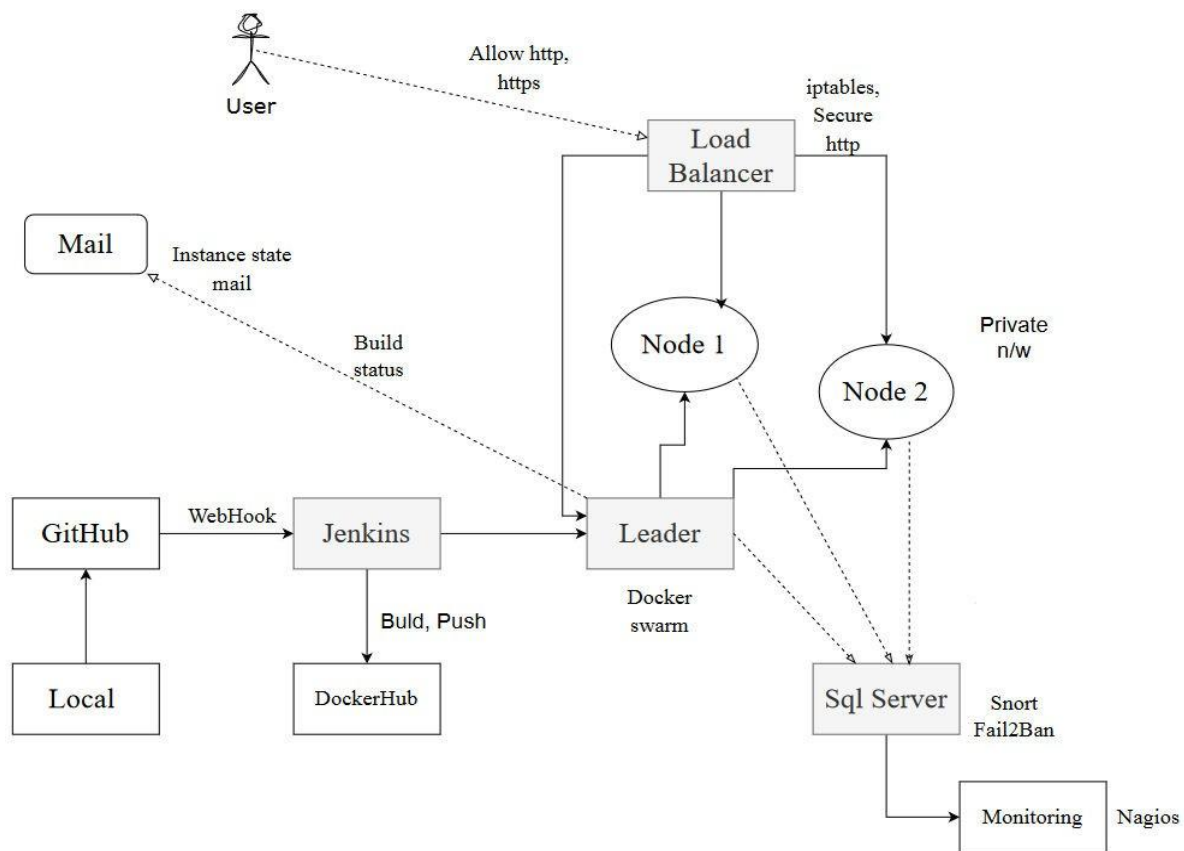 User
Allow http,
https
iptables,
Secure
http
Load
Balancer
Mail
Instance state
mail
Build
status
Node 1
Node 2
Private
n/w
GitHub
WebHook
Jenkins
Leader
Docker
swarm
Buld, Push
Local
DockerHub
Sql Server
Snort
Fail2Ban
Monitoring
Nagios